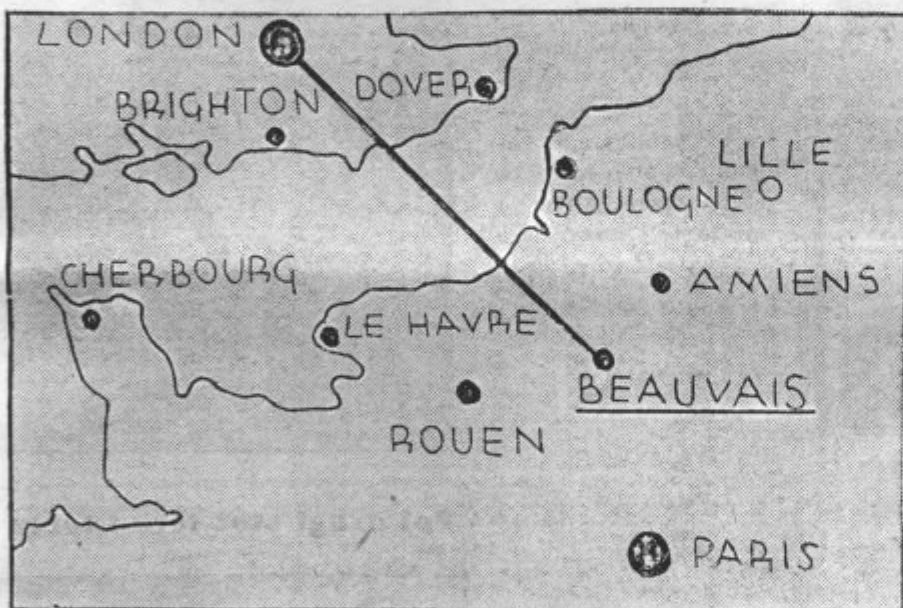 LONDON
DOVER
BRIGHTON
LILLE
BOULOGNE
CHERBOURG
AMIENS
LE HAVRE
BEAUVAIS
ROUEN
PARIS